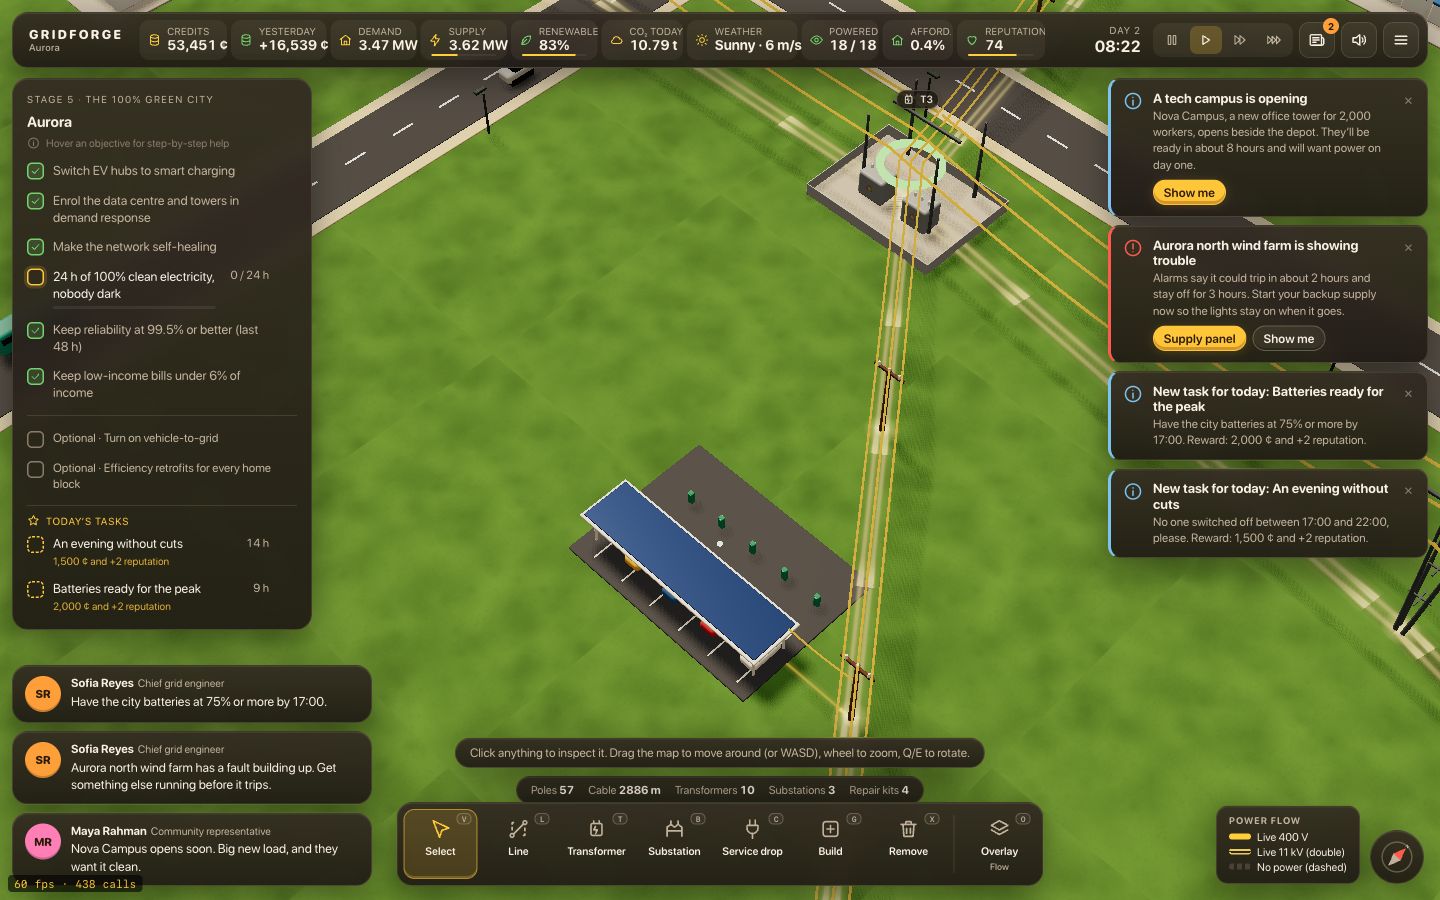 GRIDFORGE
Aurora
CREDITS
53,451 ¢
YESTERDAY
+16,539 ¢
DEMAND
3.47 MW
SUPPLY
3.62 MW
RENEWABLE
83%
CO₂ TODAY
10.79 t
WEATHER
Sunny · 6 m/s
POWERED
18 / 18
AFFORD.
0.4%
REPUTATION
74
DAY 2
08:22
2
STAGE 5 · THE 100% GREEN CITY
Aurora
Hover an objective for step-by-step help
Switch EV hubs to smart charging
Enrol the data centre and towers in
demand response
Make the network self-healing
24 h of 100% clean electricity,
nobody dark
0 / 24 h
Keep reliability at 99.5% or better (last
48 h)
Keep low-income bills under 6% of
income
Optional · Turn on vehicle-to-grid
Optional · Efficiency retrofits for every home
block
TODAY'S TASKS
An evening without cuts
14 h
1,500 ¢ and +2 reputation
Batteries ready for the peak
9 h
2,000 ¢ and +2 reputation
T3
A tech campus is opening
×
Nova Campus, a new office tower for 2,000
workers, opens beside the depot. They'll be
ready in about 8 hours and will want power on
day one.
Show me
Aurora north wind farm is showing
trouble
×
Alarms say it could trip in about 2 hours and
stay off for 3 hours. Start your backup supply
now so the lights stay on when it goes.
Supply panel
Show me
New task for today: Batteries ready for
the peak
×
Have the city batteries at 75% or more by
17:00. Reward: 2,000 ¢ and +2 reputation.
New task for today: An evening without
cuts
×
No one switched off between 17:00 and 22:00,
please. Reward: 1,500 ¢ and +2 reputation.
SR
Sofia Reyes Chief grid engineer
Have the city batteries at 75% or more by 17:00.
SR
Sofia Reyes Chief grid engineer
Aurora north wind farm has a fault building up. Get
something else running before it trips.
MR
Maya Rahman Community representative
Nova Campus opens soon. Big new load, and they
want it clean.
60 fps · 438 calls
Click anything to inspect it. Drag the map to move around (or WASD), wheel to zoom, Q/E to rotate.
Poles 57 Cable 2886 m Transformers 10 Substations 3 Repair kits 4
V
Select
L
Line
T
Transformer
B
Substation
C
Service drop
G
Build
X
Remove
O
Overlay
Flow
POWER FLOW
Live 400 V
Live 11 kV (double)
No power (dashed)